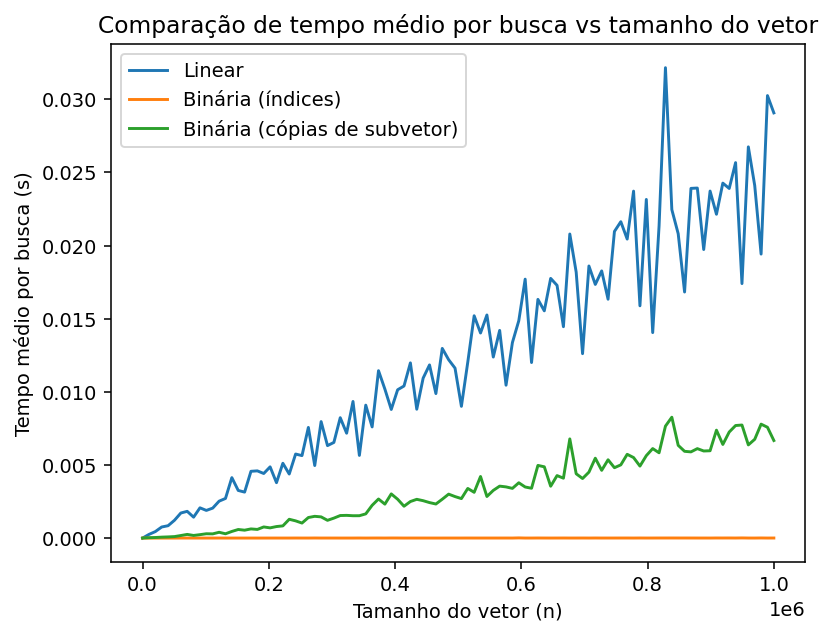 Comparação de tempo médio por busca vs tamanho do vetor
Linear
Binária (índices)
Binária (cópias de subvetor)
Tempo médio por busca (s)
0.030
0.025
0.020
0.015
0.010
0.005
0.000
0.0 0.2 0.4 0.6 0.8 1.0
1e6
Tamanho do vetor (n)